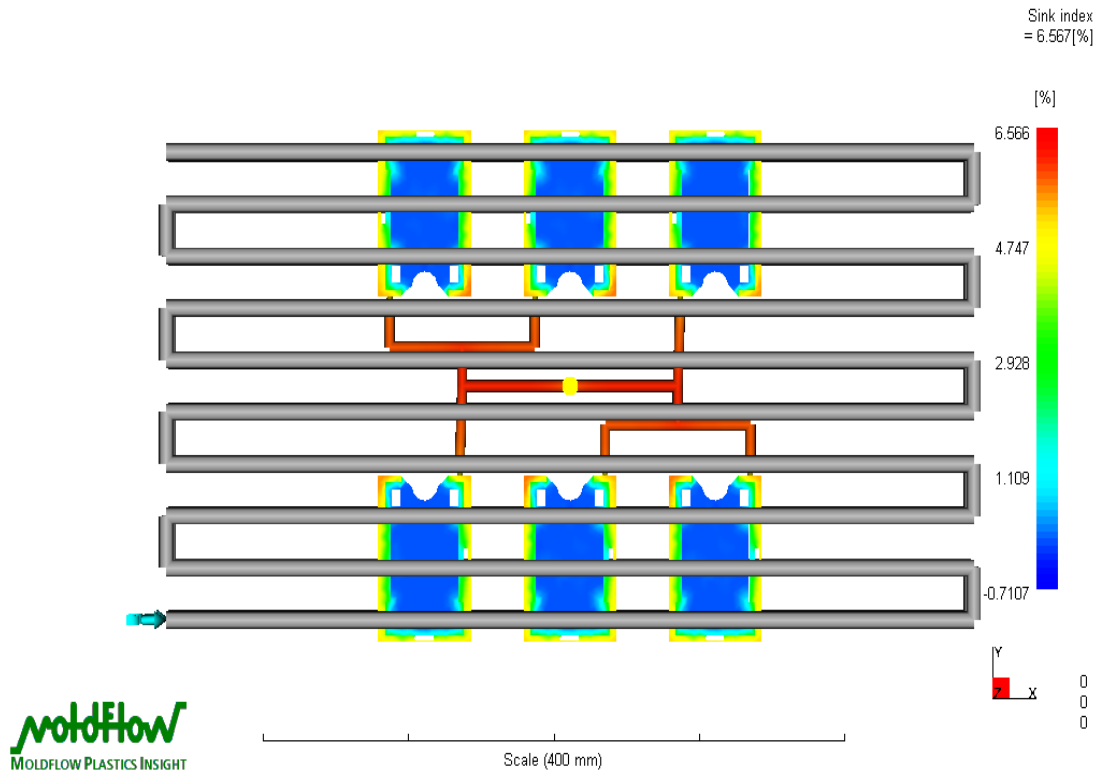 Sink index
= 6.567[%]
[%]
6.566
4.747
2.928
1.109
-0.7107
Y
Z X
0
0
0
moldflow
MOLDFLOW PLASTICS INSIGHT
Scale (400 mm)